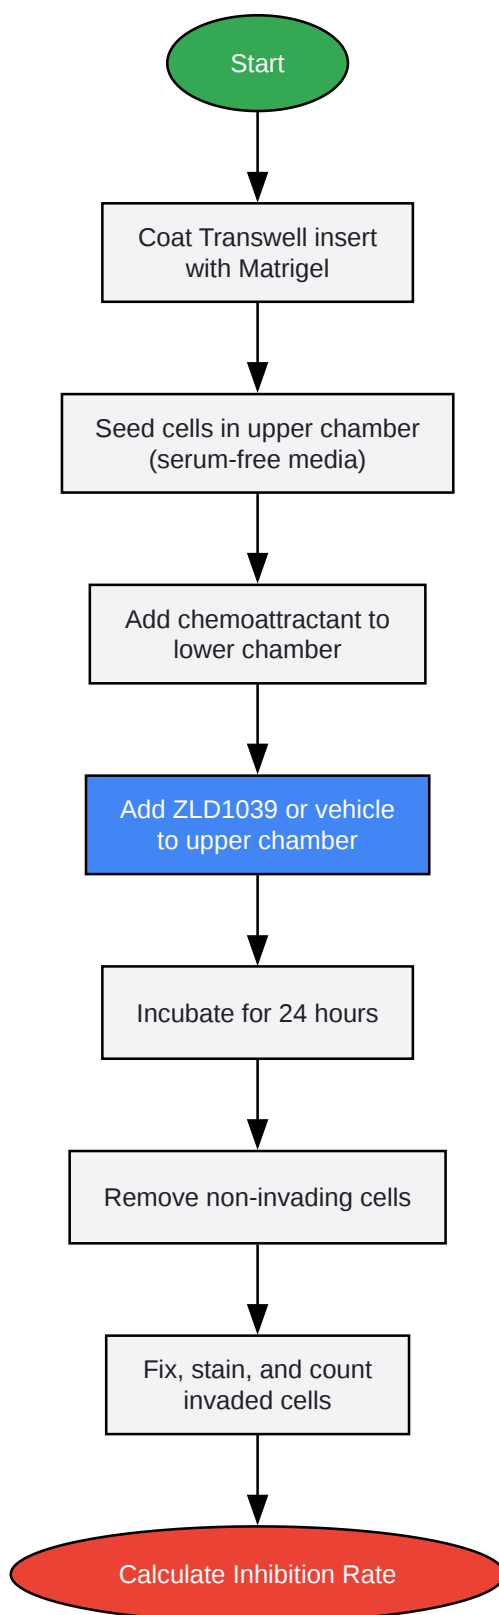 Start
Coat Transwell insert
with Matrigel
Seed cells in upper chamber
(serum-free media)
Add chemoattractant to
lower chamber
Add ZLD1039 or vehicle
to upper chamber
Incubate for 24 hours
Remove non-invading cells
Fix, stain, and count
invaded cells
Calculate Inhibition Rate